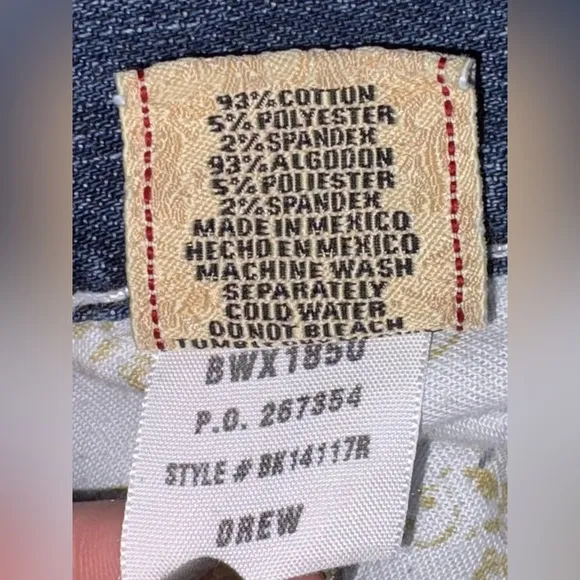 93% COTTON
5% POLYESTER
2% SPANDEX
93% ALGODON
5% POLIESTER
2% SPANDEX
MADE IN MEXICO
HECHO EN MEXICO
MACHINE WASH
SEPARATELY
COLD WATER
DO NOT BLEACH
BWX1850
P.O. 267354
STYLE # BK14117R
DREW